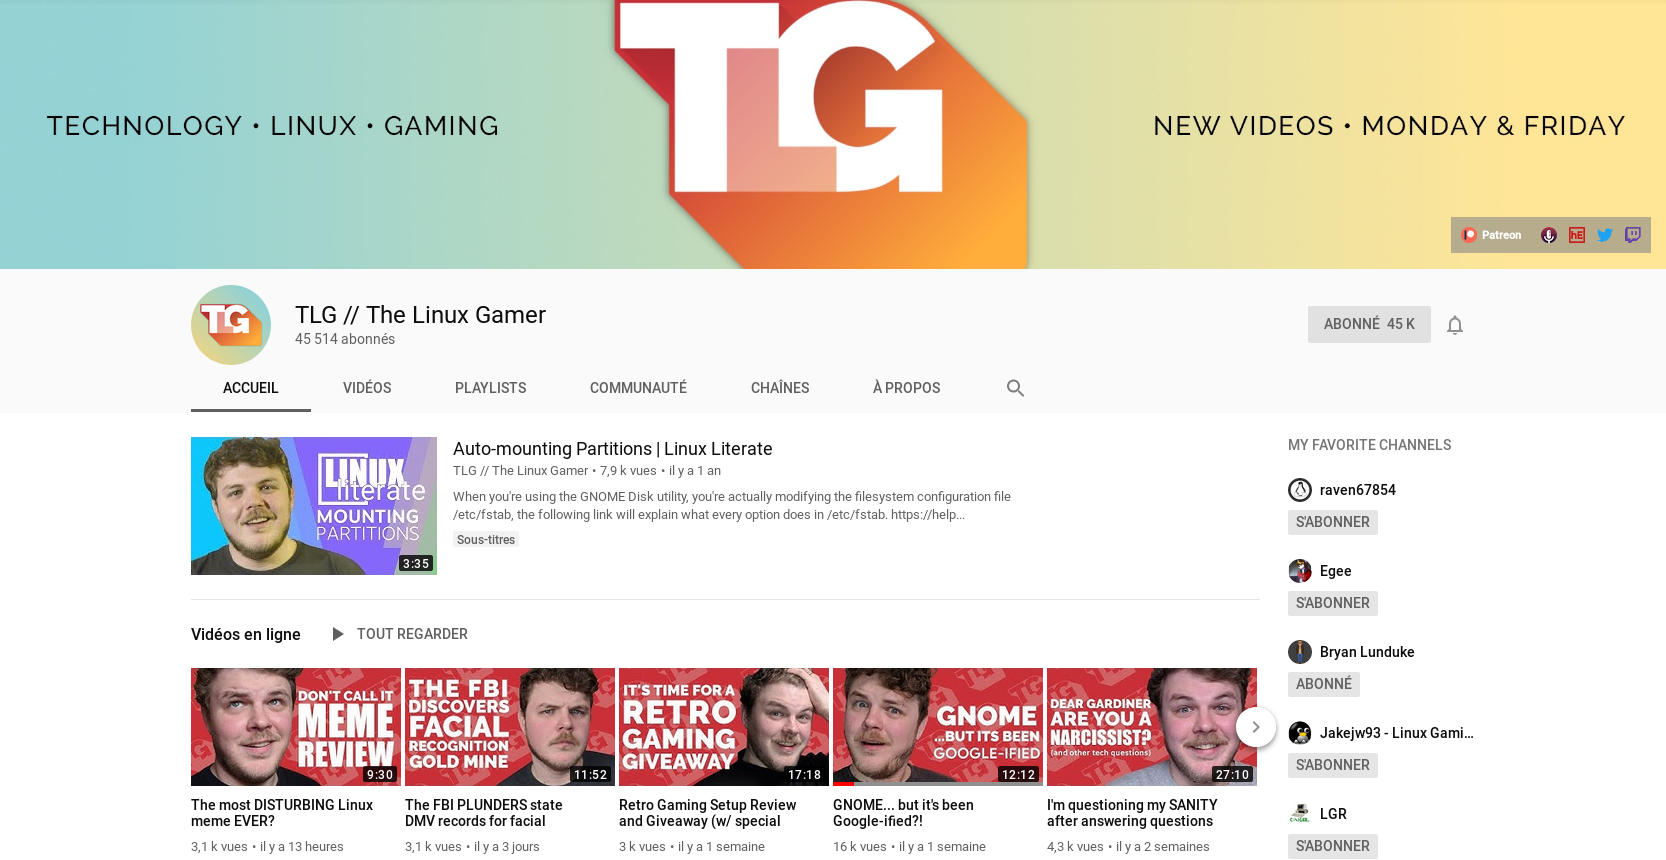 TLG
TECHNOLOGY • LINUX • GAMING
NEW VIDEOS • MONDAY & FRIDAY
Patreon
hE
TLG
TLG // The Linux Gamer
45 514 abonnés
ABONNÉ 45 K
ACCUEIL
VIDÉOS
PLAYLISTS
COMMUNAUTÉ
CHAÎNES
À PROPOS
LINUX
literate
MOUNTING
PARTITIONS
3:35
Auto-mounting Partitions | Linux Literate
TLG // The Linux Gamer • 7,9 k vues • il y a 1 an
When you're using the GNOME Disk utility, you're actually modifying the filesystem configuration file
/etc/fstab, the following link will explain what every option does in /etc/fstab. https://help...
Sous-titres
Vidéos en ligne
TOUT REGARDER
DON'T CALL IT
MEME
REVIEW
9:30
The most DISTURBING Linux
meme EVER?
3,1 k vues • il y a 13 heures
THE FBI
DISCOVERS
FACIAL
RECOGNITION
GOLD MINE
11:52
The FBI PLUNDERS state
DMV records for facial
3,1 k vues • il y a 3 jours
IT'S TIME FOR A
RETRO
GAMING
GIVEAWAY
17:18
Retro Gaming Setup Review
and Giveaway (w/ special
3 k vues • il y a 1 semaine
GNOME
...BUT ITS BEEN
GOOGLE-IFIED
12:12
GNOME... but it's been
Google-ified?!
16 k vues • il y a 1 semaine
DEAR GARDINER
ARE YOU A
NARCISSIST?
(and other tech questions)
27:10
I'm questioning my SANITY
after answering questions
4,3 k vues • il y a 2 semaines
MY FAVORITE CHANNELS
raven67854
S'ABONNER
Egee
S'ABONNER
Bryan Lunduke
ABONNÉ
Jakejw93 - Linux Gami...
S'ABONNER
LGR
S'ABONNER